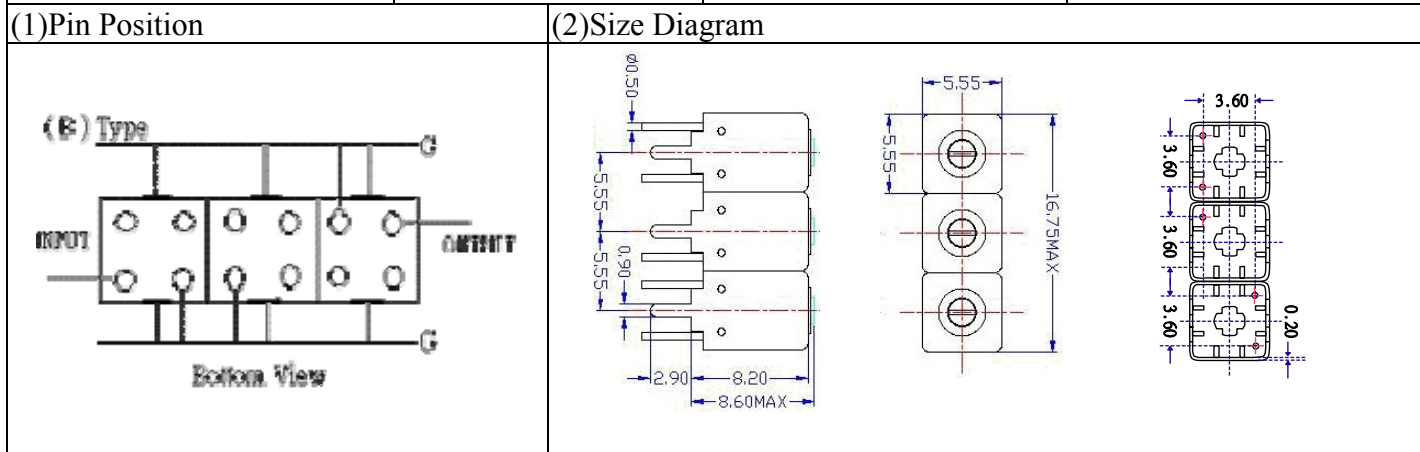 (1)Pin Position
(2)Size Diagram
(B) Type
G
INPUT
OUTPUT
G
Bottom View
ø0.50
5.55
5.55
0.90
2.90
8.20
8.60MAX
5.55
5.55
16.75MAX
3.60
3.60
3.60
3.60
0.20